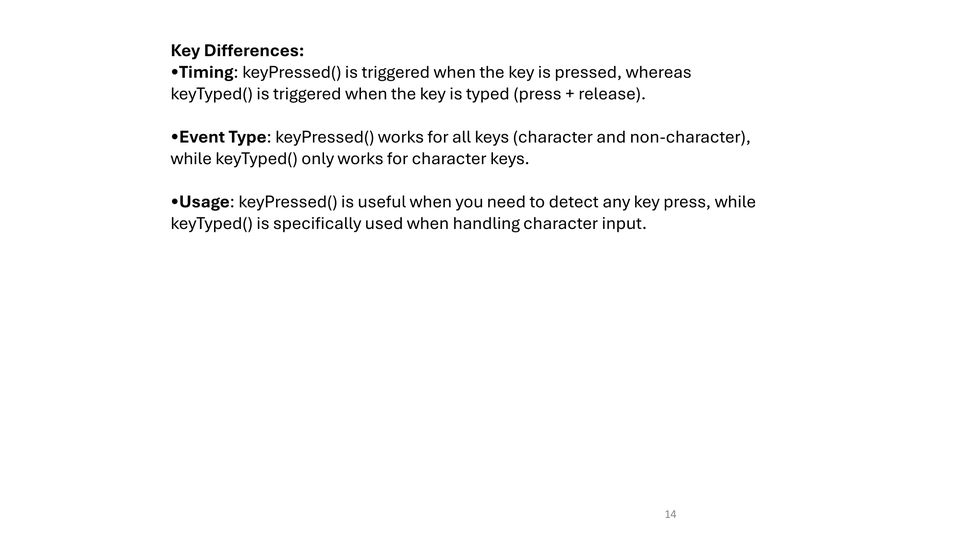 Key Differences:
•Timing: keyPressed() is triggered when the key is pressed, whereas
keyTyped() is triggered when the key is typed (press + release).
•Event Type: keyPressed() works for all keys (character and non-character),
while keyTyped() only works for character keys.
•Usage: keyPressed() is useful when you need to detect any key press, while
keyTyped() is specifically used when handling character input.
14